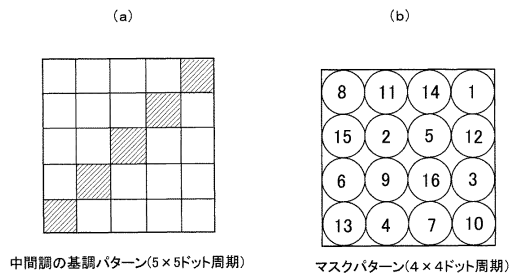 (a)
(b)
8 11 14 1
15 2 5 12
6 9 16 3
13 4 7 10
中間調の基調パターン(5×5ドット周期)
マスクパターン(4×4ドット周期)